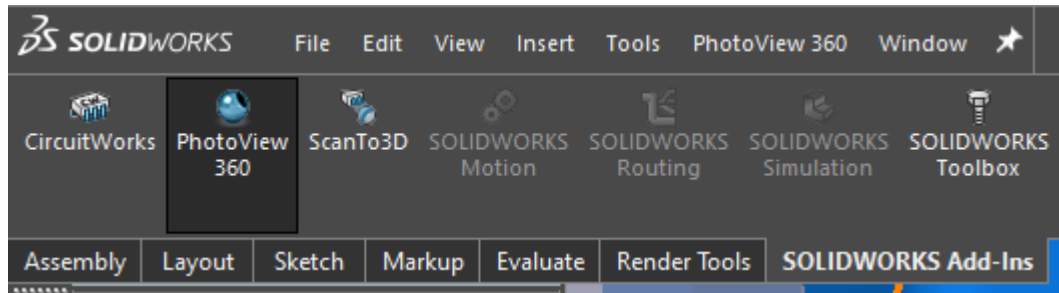 SOLIDWORKS File Edit View Insert Tools PhotoView 360 Window
CircuitWorks PhotoView ScanTo3D SOLIDWORKS SOLIDWORKS SOLIDWORKS SOLIDWORKS
360 Motion Routing Simulation Toolbox
Assembly Layout Sketch Markup Evaluate Render Tools SOLIDWORKS Add-Ins